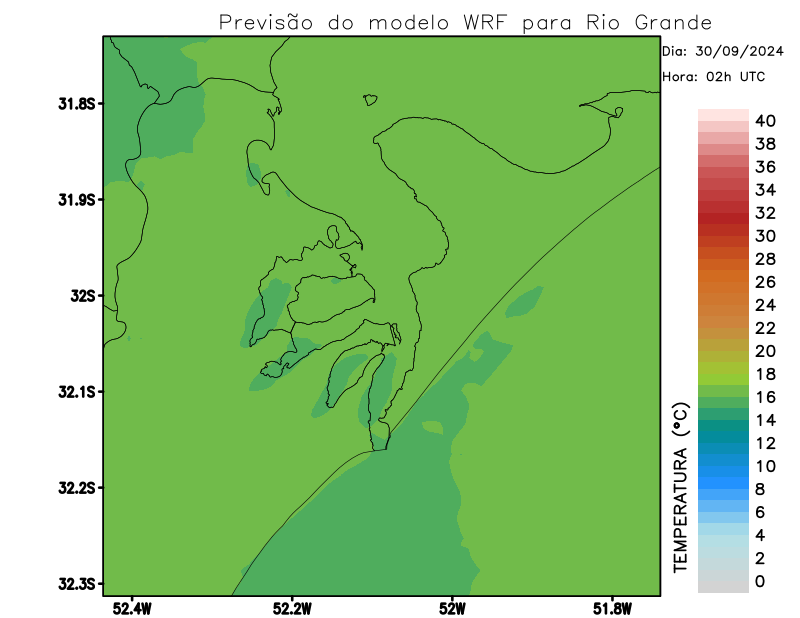 Previsão do modelo WRF para Rio Grande
Dia: 30/09/2024
Hora: 02h UTC
31.8S
31.9S
32S
32.1S
32.2S
32.3S
52.4W
52.2W
52W
51.8W
TEMPERATURA (°C)
40
38
36
34
32
30
28
26
24
22
20
18
16
14
12
10
8
6
4
2
0